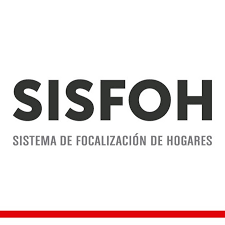 SISFOH
SISTEMA DE FOCALIZACIÓN DE HOGARES